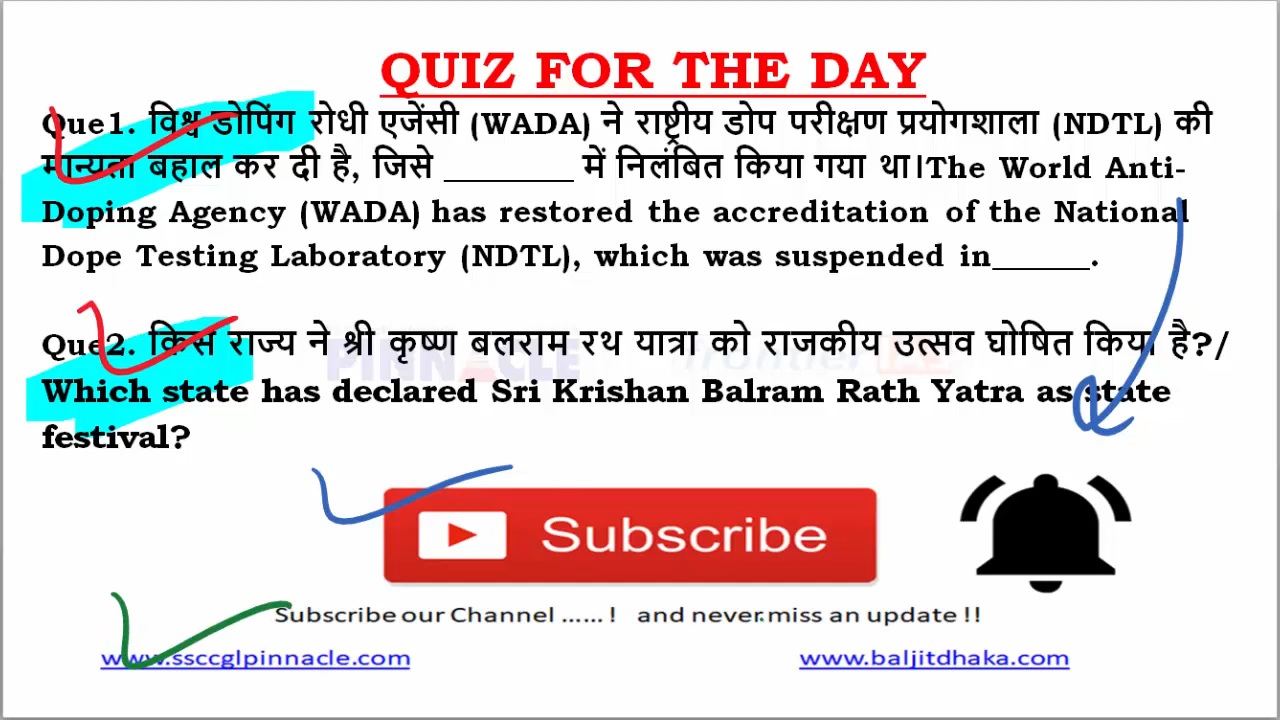 QUIZ FOR THE DAY
Que1. विश्व डोपिंग रोधी एजेंसी (WADA) ने राष्ट्रीय डोप परीक्षण प्रयोगशाला (NDTL) की
मान्यता बहाल कर दी है, जिसे ________ में निलंबित किया गया था।The World Anti-
Doping Agency (WADA) has restored the accreditation of the National
Dope Testing Laboratory (NDTL), which was suspended in______.
Que2. किस राज्य ने श्री कृष्ण बलराम रथ यात्रा को राजकीय उत्सव घोषित किया है?/
Which state has declared Sri Krishan Balram Rath Yatra as state
festival?
PINNACLE
Subscribe
Subscribe our Channel ...... ! and never miss an update !!
www.ssccglpinnacle.com
www.baljitdhaka.com